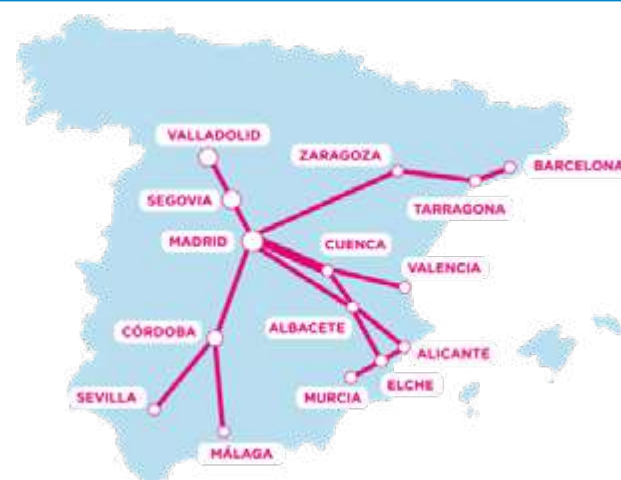 VALLADOLID
ZARAGOZA
BARCELONA
SEGOVIA
TARRAGONA
MADRID
CUENCA
VALENCIA
ALBACETE
CÓRDOBA
ALICANTE
ELCHE
SEVILLA
MURCIA
MÁLAGA